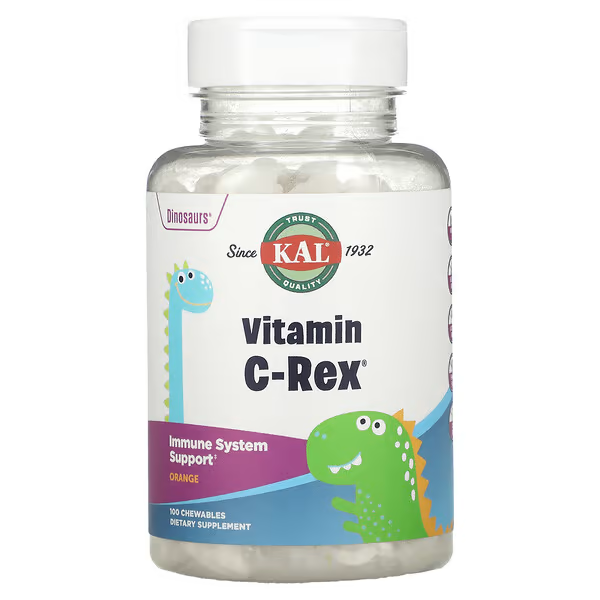 Dinosaurs®
TRUST
Since KAL® 1932
QUALITY
Vitamin
C-Rex®
Immune System
Support‡
ORANGE
100 CHEWABLES
DIETARY SUPPLEMENT